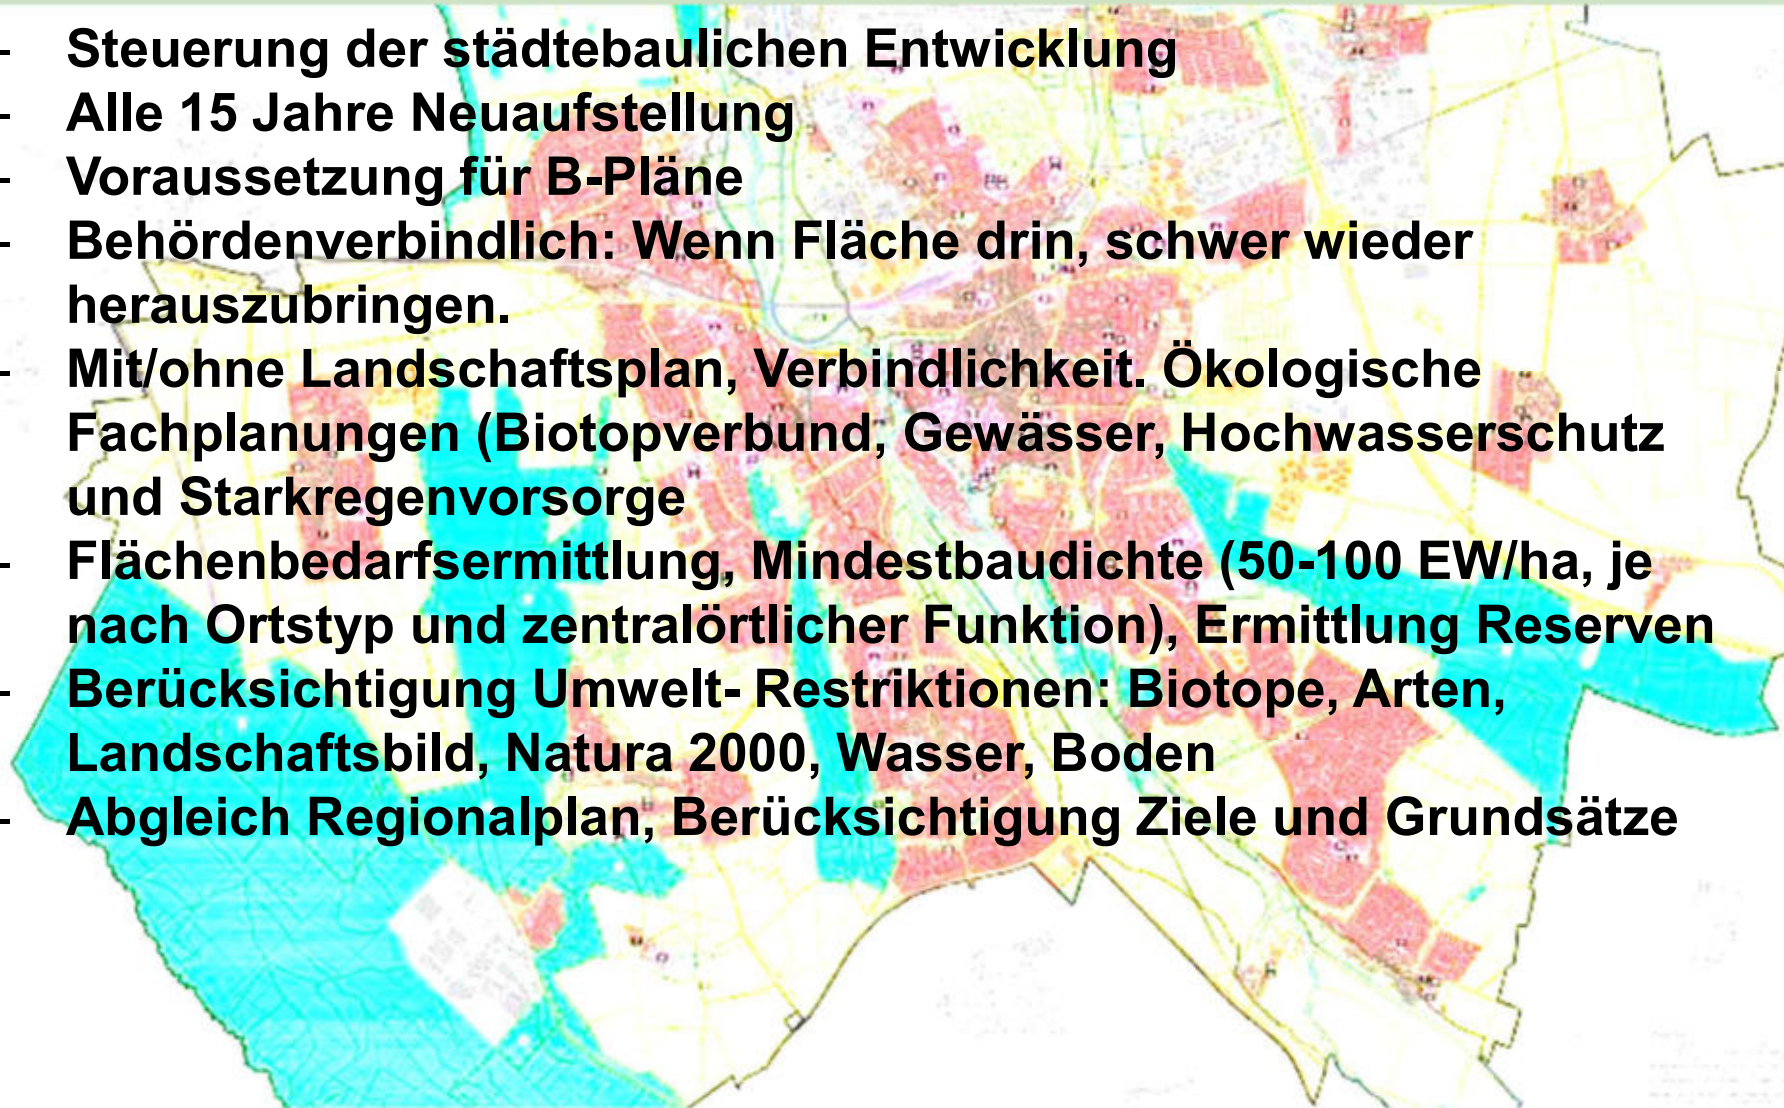 - Steuerung der städtebaulichen Entwicklung
- Alle 15 Jahre Neuaufstellung
- Voraussetzung für B-Pläne
- Behördenverbindlich: Wenn Fläche drin, schwer wieder
herauszubringen.
- Mit/ohne Landschaftsplan, Verbindlichkeit. Ökologische
Fachplanungen (Biotopverbund, Gewässer, Hochwasserschutz
und Starkregenvorsorge
- Flächenbedarfsermittlung, Mindestbaudichte (50-100 EW/ha, je
nach Ortstyp und zentralörtlicher Funktion), Ermittlung Reserven
- Berücksichtigung Umwelt- Restriktionen: Biotope, Arten,
Landschaftsbild, Natura 2000, Wasser, Boden
- Abgleich Regionalplan, Berücksichtigung Ziele und Grundsätze